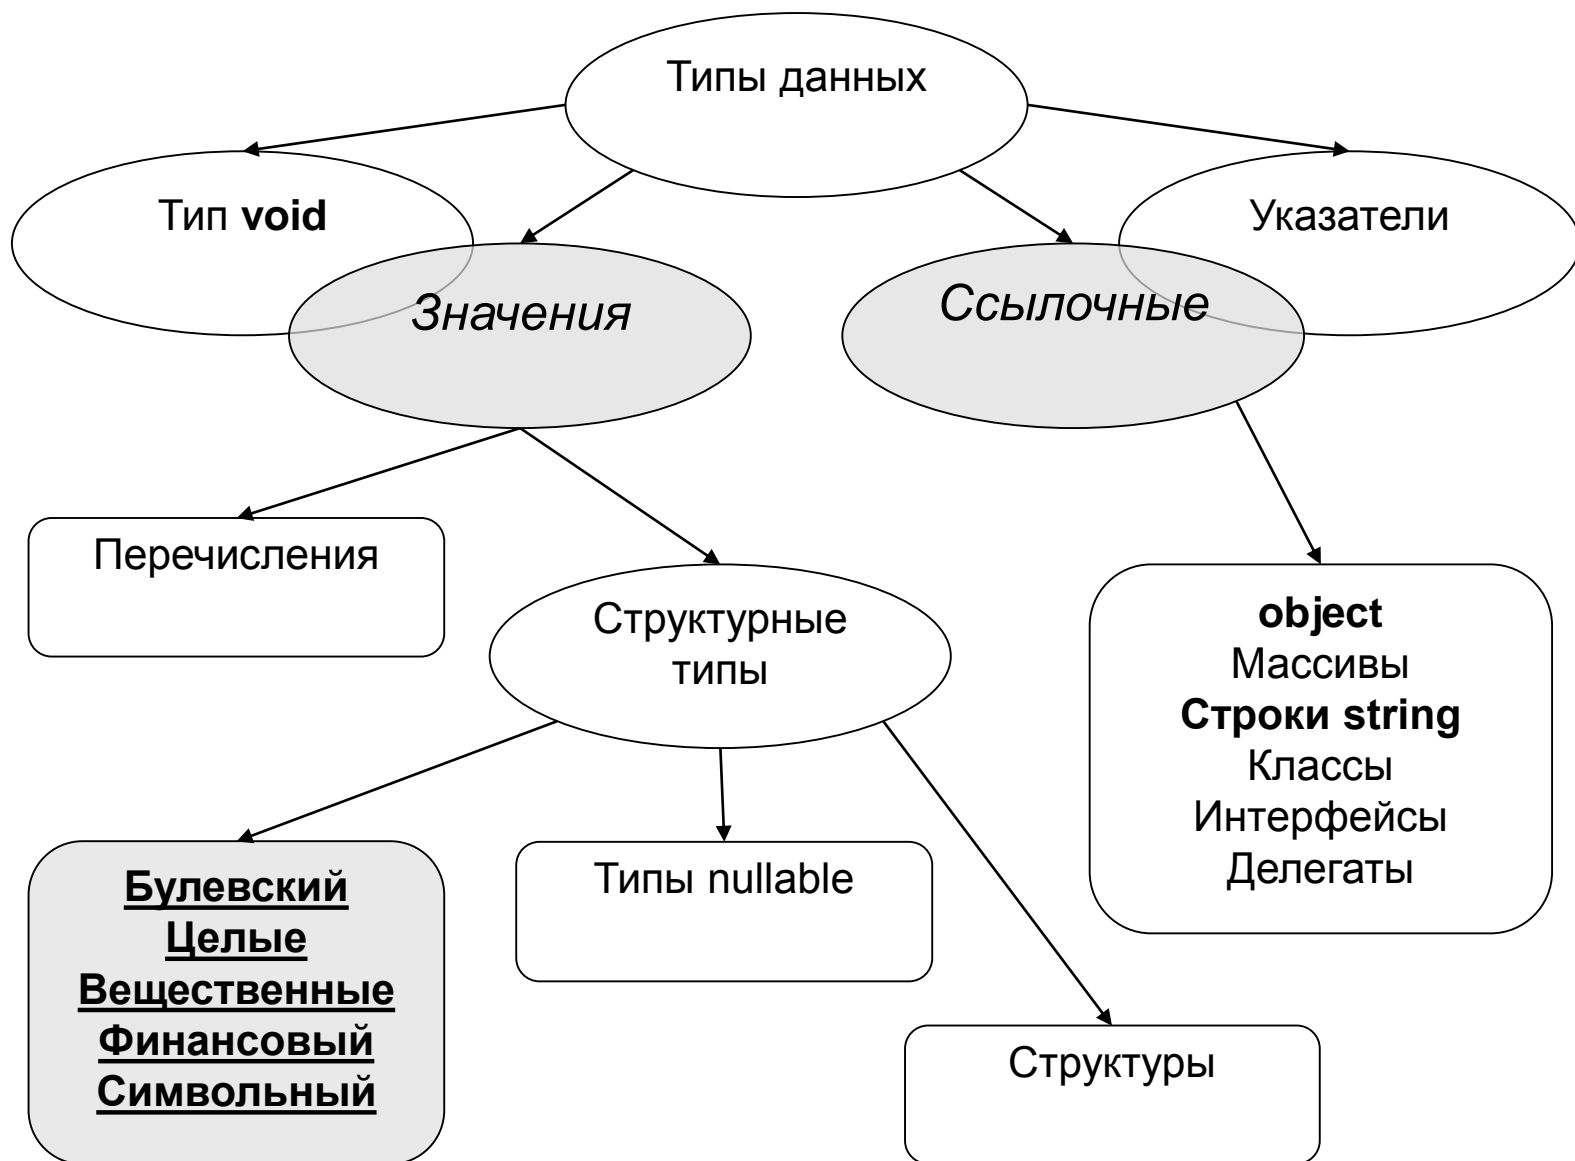 Типы данных
Тип void
Указатели
Значения
Ссылочные
Перечисления
Структурные
типы
object
Массивы
Строки string
Классы
Интерфейсы
Делегаты
Булевский
Целые
Вещественные
Финансовый
Символьный
Типы nullable
Структуры